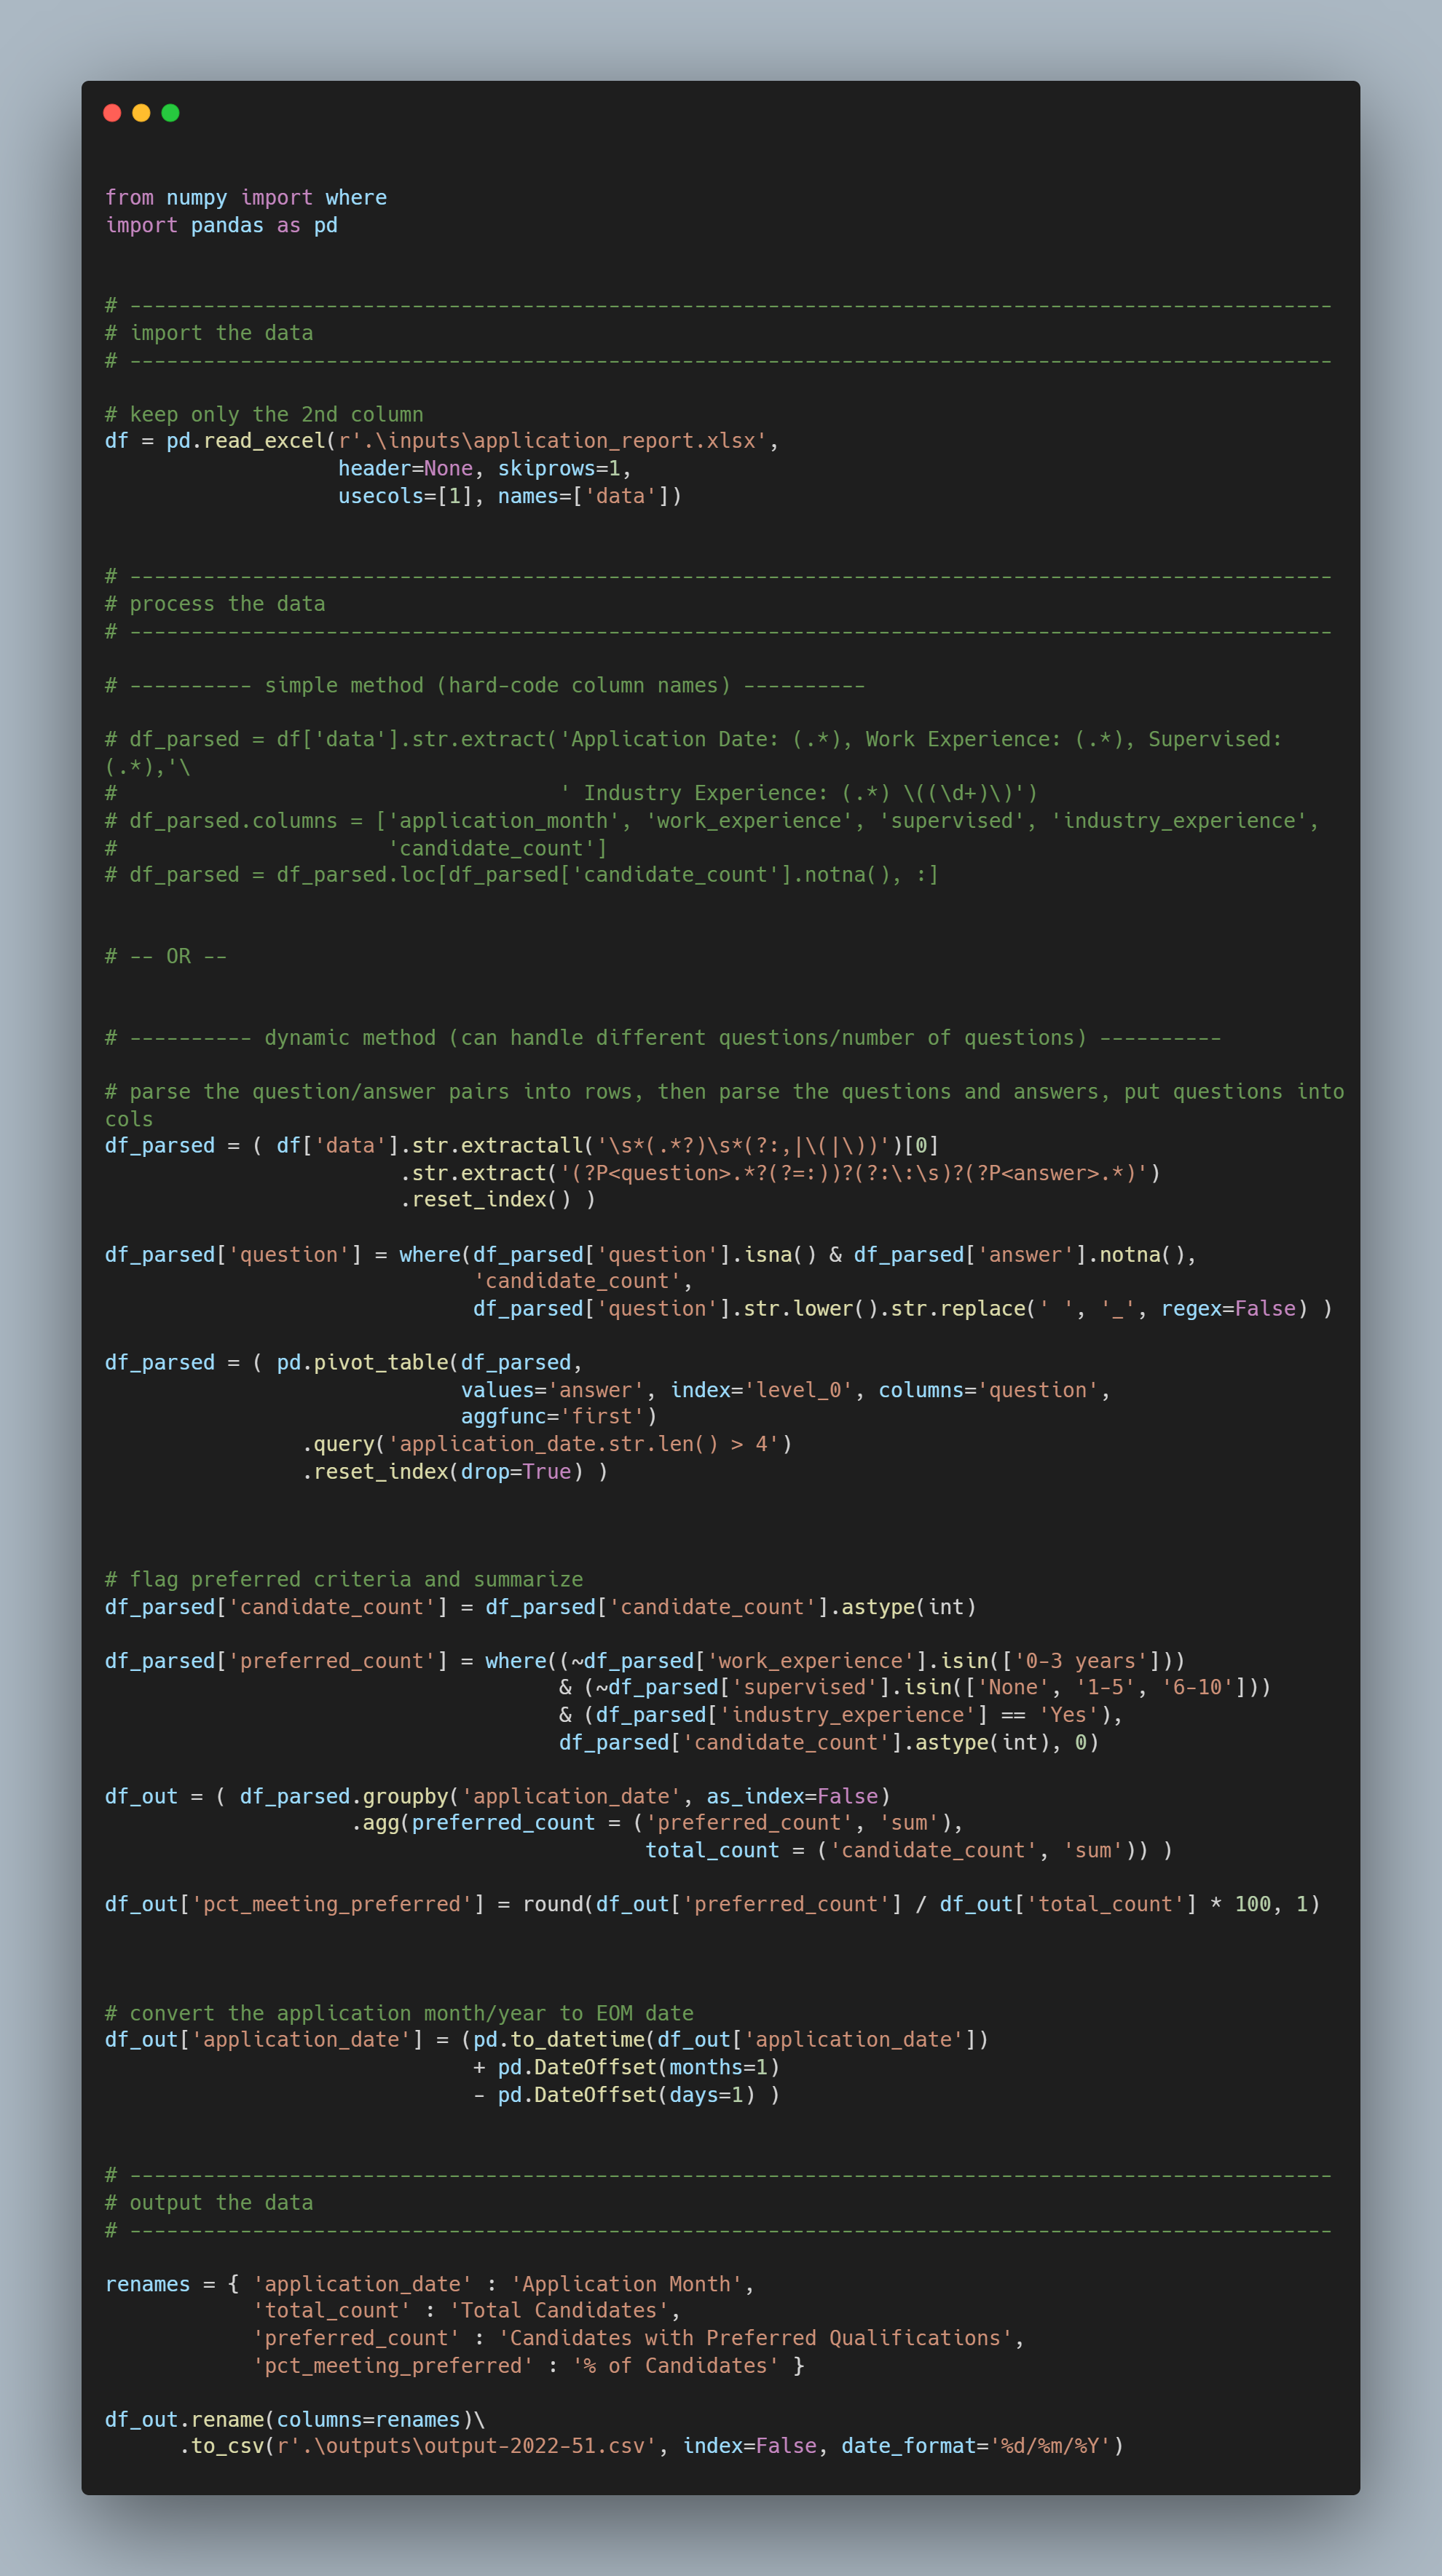 from numpy import where
import pandas as pd
# --------------------------------------------------------------------------------------------------
# import the data
# --------------------------------------------------------------------------------------------------
# keep only the 2nd column
df = pd.read_excel(r'.\inputs\application_report.xlsx',
                   header=None, skiprows=1,
                   usecols=[1], names=['data'])
# --------------------------------------------------------------------------------------------------
# process the data
# --------------------------------------------------------------------------------------------------
# ---------- simple method (hard-code column names) ----------
# df_parsed = df['data'].str.extract('Application Date: (.*), Work Experience: (.*), Supervised:
(.*),'\
#                                    ' Industry Experience: (.*) \((\d+)\)')
# df_parsed.columns = ['application_month', 'work_experience', 'supervised', 'industry_experience',
#                      'candidate_count']
# df_parsed = df_parsed.loc[df_parsed['candidate_count'].notna(), :]
# -- OR --
# ---------- dynamic method (can handle different questions/number of questions) ----------
# parse the question/answer pairs into rows, then parse the questions and answers, put questions into
cols
df_parsed = ( df['data'].str.extractall('\s*(.*?)\s*(?:,|\(|\))')[0]
                        .str.extract('(?P<question>.*?(?=:))?(?:\:\s)?(?P<answer>.*)')
                        .reset_index() )
df_parsed['question'] = where(df_parsed['question'].isna() & df_parsed['answer'].notna(),
                              'candidate_count',
                              df_parsed['question'].str.lower().str.replace(' ', '_', regex=False) )
df_parsed = ( pd.pivot_table(df_parsed,
                             values='answer', index='level_0', columns='question',
                             aggfunc='first')
                .query('application_date.str.len() > 4')
                .reset_index(drop=True) )
# flag preferred criteria and summarize
df_parsed['candidate_count'] = df_parsed['candidate_count'].astype(int)
df_parsed['preferred_count'] = where((~df_parsed['work_experience'].isin(['0-3 years']))
                                     & (~df_parsed['supervised'].isin(['None', '1-5', '6-10']))
                                     & (df_parsed['industry_experience'] == 'Yes'),
                                     df_parsed['candidate_count'].astype(int), 0)
df_out = ( df_parsed.groupby('application_date', as_index=False)
                    .agg(preferred_count = ('preferred_count', 'sum'),
                                            total_count = ('candidate_count', 'sum')) )
df_out['pct_meeting_preferred'] = round(df_out['preferred_count'] / df_out['total_count'] * 100, 1)
# convert the application month/year to EOM date
df_out['application_date'] = (pd.to_datetime(df_out['application_date'])
                              + pd.DateOffset(months=1)
                              - pd.DateOffset(days=1) )
# --------------------------------------------------------------------------------------------------
# output the data
# --------------------------------------------------------------------------------------------------
renames = { 'application_date' : 'Application Month',
            'total_count' : 'Total Candidates',
            'preferred_count' : 'Candidates with Preferred Qualifications',
            'pct_meeting_preferred' : '% of Candidates' }
df_out.rename(columns=renames)\
      .to_csv(r'.\outputs\output-2022-51.csv', index=False, date_format='%d/%m/%Y')